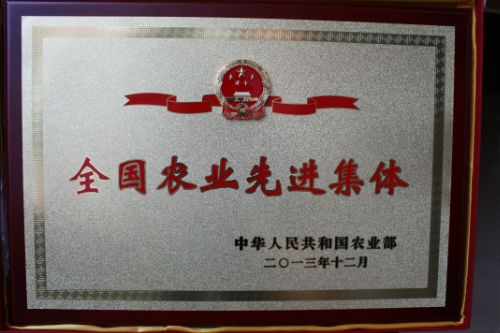 全国农业先进集体
中华人民共和国农业部
二〇一三年十二月